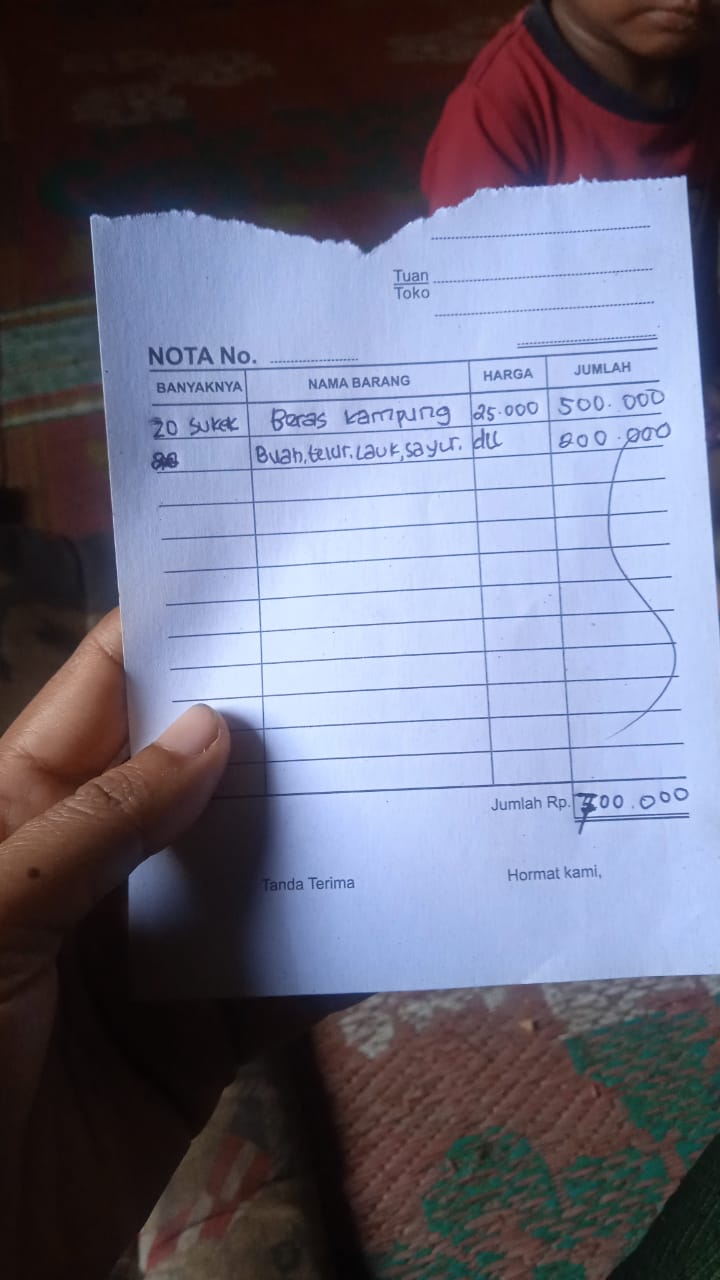 Tuan
Toko
NOTA No.
BANYAKNYA NAMA BARANG HARGA JUMLAH
20 sukek Beras kampung 25.000 500.000
Buah, telur, Lauk, sayur. dll 200.000
Jumlah Rp. 700.000
Tanda Terima Hormat kami,